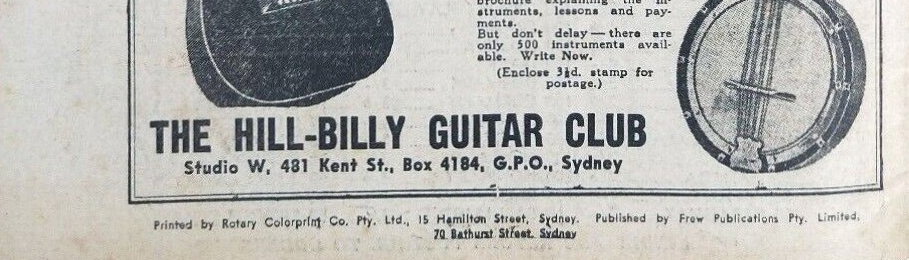 brochure explaining the in-
struments, lessons and pay-
ments.
But don't delay — there are
only 500 instruments avail-
able. Write Now.
(Enclose 3½d. stamp for
postage.)
THE HILL-BILLY GUITAR CLUB
Studio W, 481 Kent St., Box 4184, G.P.O., Sydney
Printed by Rotary Colorprint Co. Pty. Ltd., 15 Hamilton Street, Sydney. Published by Frew Publications Pty. Limited,
70 Bathurst Street, Sydney